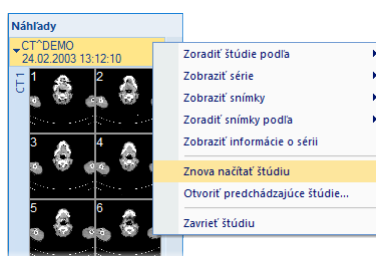 Náhľady
CT^DEMO
24.02.2003 13:12:10
CT1
1
2
3
4
5
6
Zoradiť štúdie podľa
Zobraziť série
Zobraziť snímky
Zoradiť snímky podľa
Zobraziť informácie o sérii
Znova načítať štúdiu
Otvoriť predchádzajúce štúdie...
Zavrieť štúdiu